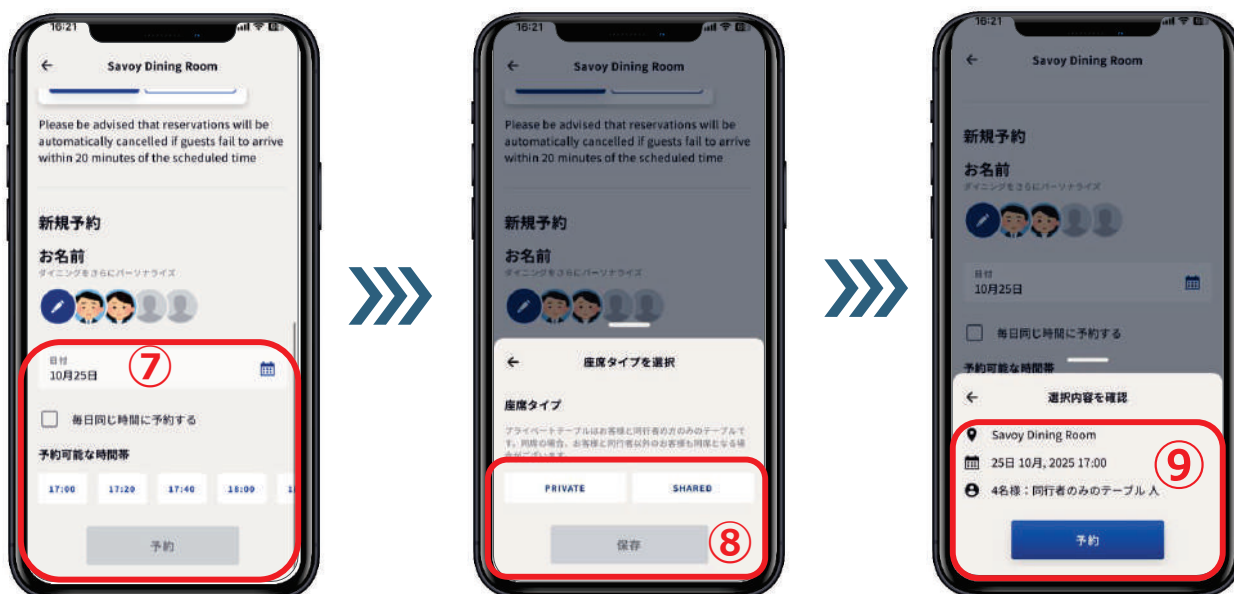 16:21
Savoy Dining Room
Please be advised that reservations will be
automatically cancelled if guests fail to arrive
within 20 minutes of the scheduled time
新規予約
お名前
ダイニングをさらにパーソナライズ
日付
10月25日
⑦
毎日同じ時間に予約する
予約可能な時間帯
17:00 17:20 17:40 18:00
予約
16:21
Savoy Dining Room
Please be advised that reservations will be
automatically cancelled if guests fail to arrive
within 20 minutes of the scheduled time
新規予約
お名前
ダイニングをさらにパーソナライズ
座席タイプを選択
座席タイプ
プライベートテーブルはお客様と同行者の方のみのテーブルで
す。同席の場合、お客様と同行者以外のお客様も同席となる場
合がございます。
PRIVATE SHARED
保存
⑧
16:21
Savoy Dining Room
新規予約
お名前
ダイニングをさらにパーソナライズ
日付
10月25日
毎日同じ時間に予約する
予約可能な時間帯
選択内容を確認
Savoy Dining Room
25日 10月, 2025 17:00
4名様：同行者のみのテーブル 人
⑨
予約